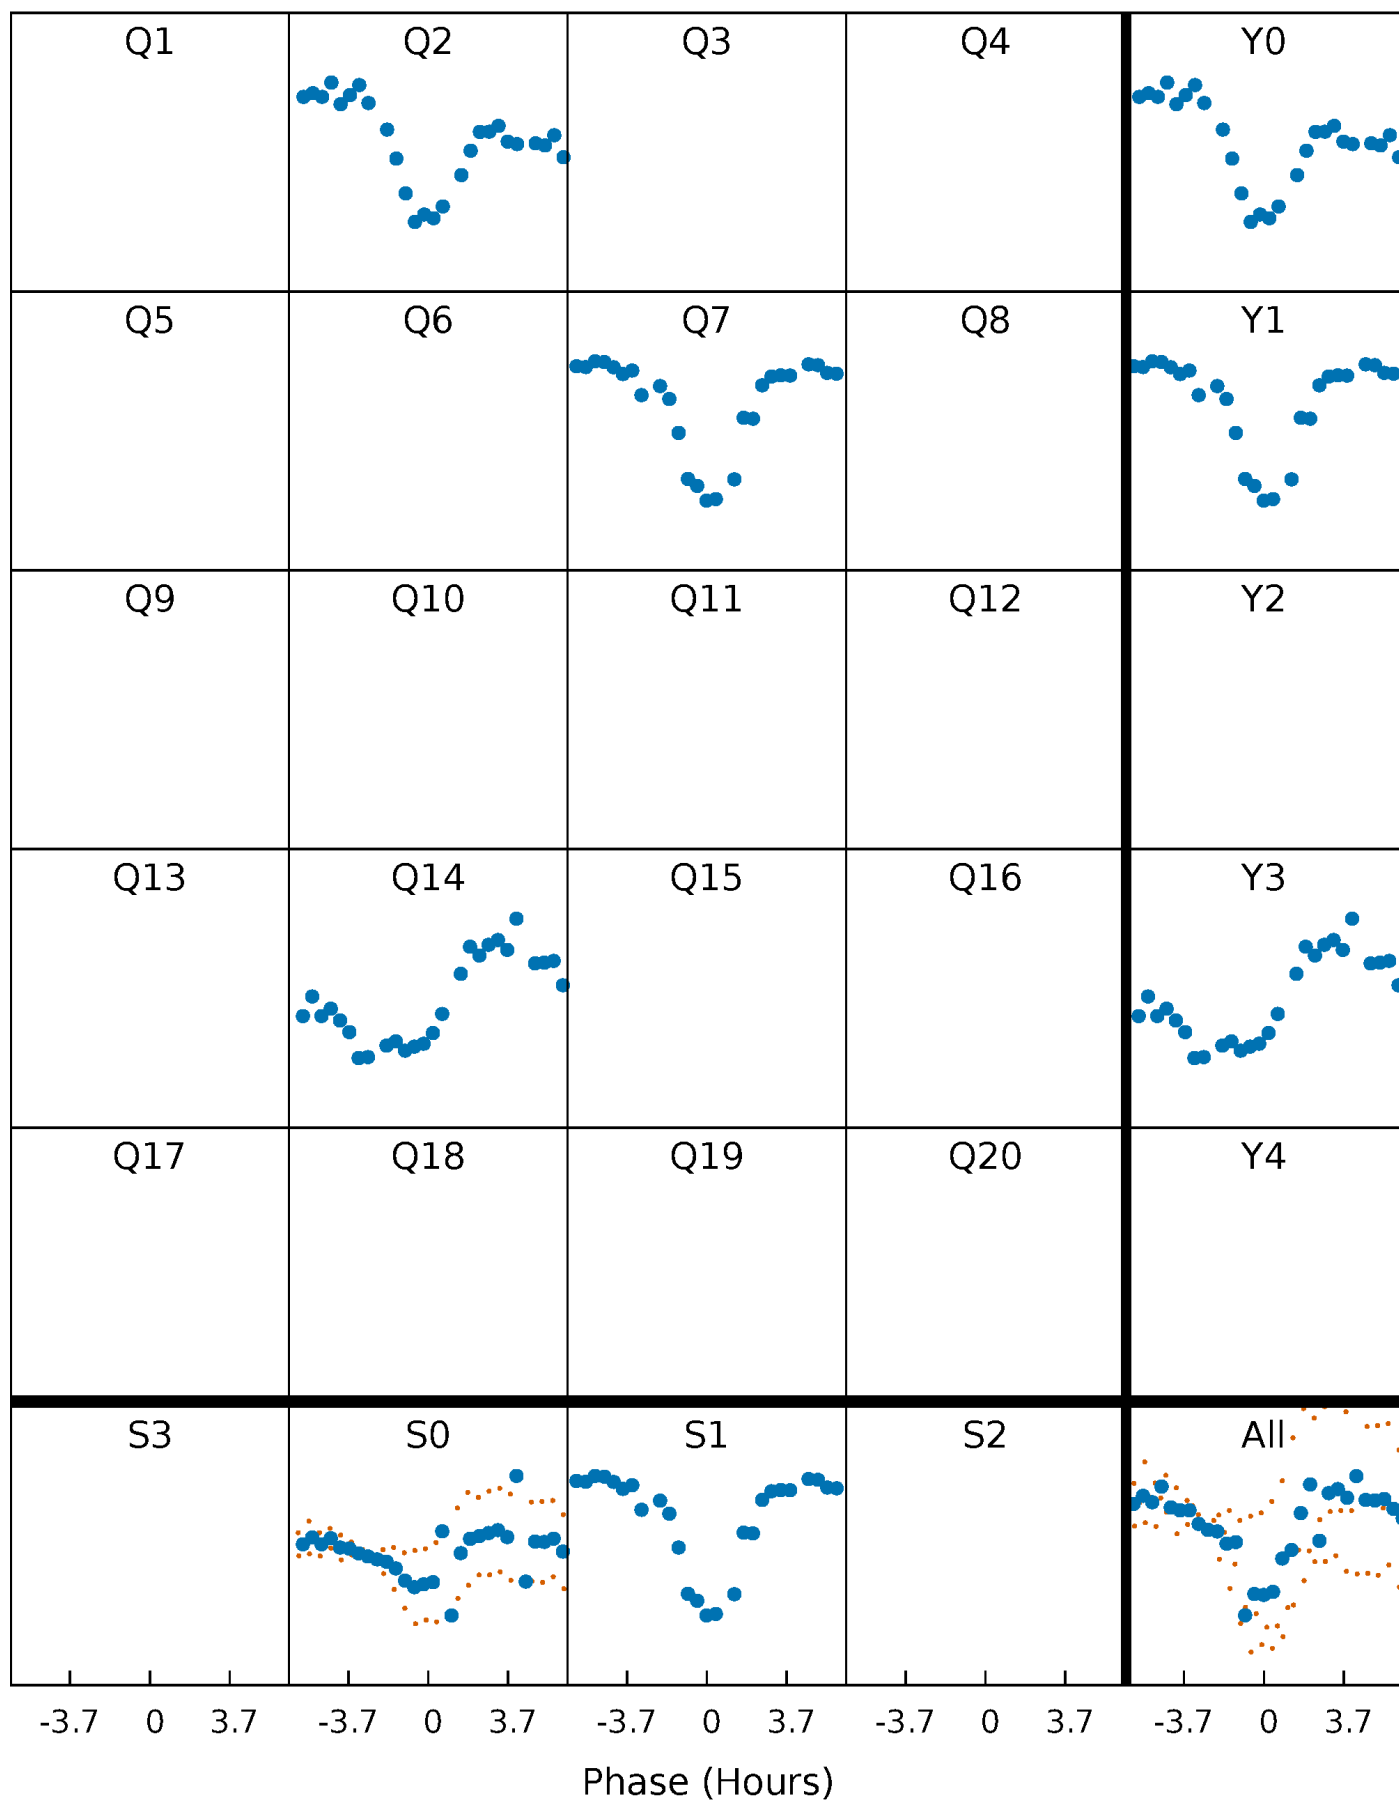 Q1 Q2 Q3 Q4 Y0
Q5 Q6 Q7 Q8 Y1
Q9 Q10 Q11 Q12 Y2
Q13 Q14 Q15 Q16 Y3
Q17 Q18 Q19 Q20 Y4
S3 S0 S1 S2 All
-3.7 0 3.7 -3.7 0 3.7 -3.7 0 3.7 -3.7 0 3.7 -3.7 0 3.7
Phase (Hours)